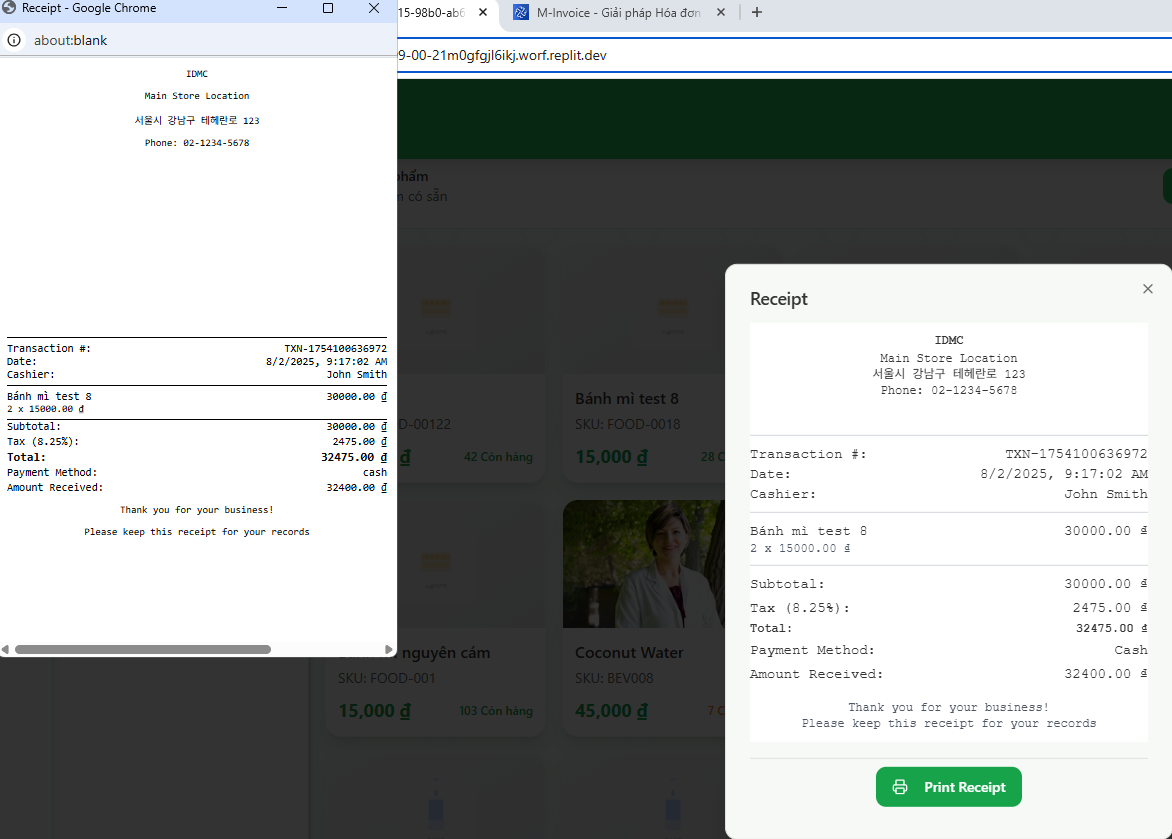 Receipt - Google Chrome
about:blank
IDMC
Main Store Location
서울시 강남구 테헤란로 123
Phone: 02-1234-5678
Transaction #: TXN-1754100636972
Date: 8/2/2025, 9:17:02 AM
Cashier: John Smith
Bánh mì test 8 30000.00 ₫
2 x 15000.00 ₫
Subtotal: 30000.00 ₫
Tax (8.25%): 2475.00 ₫
Total: 32475.00 ₫
Payment Method: cash
Amount Received: 32400.00 ₫
Thank you for your business!
Please keep this receipt for your records
15-98b0-ab6
M-Invoice - Giải pháp Hóa đơn
9-00-21m0gfgjl6ikj.worf.replit.dev
phẩm
có sẵn
D-00122
₫ 42 Còn hàng
Bánh mì test 8
SKU: FOOD-0018
15,000 ₫ 28 C
nguyên cám
SKU: FOOD-001
15,000 ₫ 103 Còn hàng
Coconut Water
SKU: BEV008
45,000 ₫ 7 C
Receipt
IDMC
Main Store Location
서울시 강남구 테헤란로 123
Phone: 02-1234-5678
Transaction #: TXN-1754100636972
Date: 8/2/2025, 9:17:02 AM
Cashier: John Smith
Bánh mì test 8 30000.00 ₫
2 x 15000.00 ₫
Subtotal: 30000.00 ₫
Tax (8.25%): 2475.00 ₫
Total: 32475.00 ₫
Payment Method: Cash
Amount Received: 32400.00 ₫
Thank you for your business!
Please keep this receipt for your records
Print Receipt